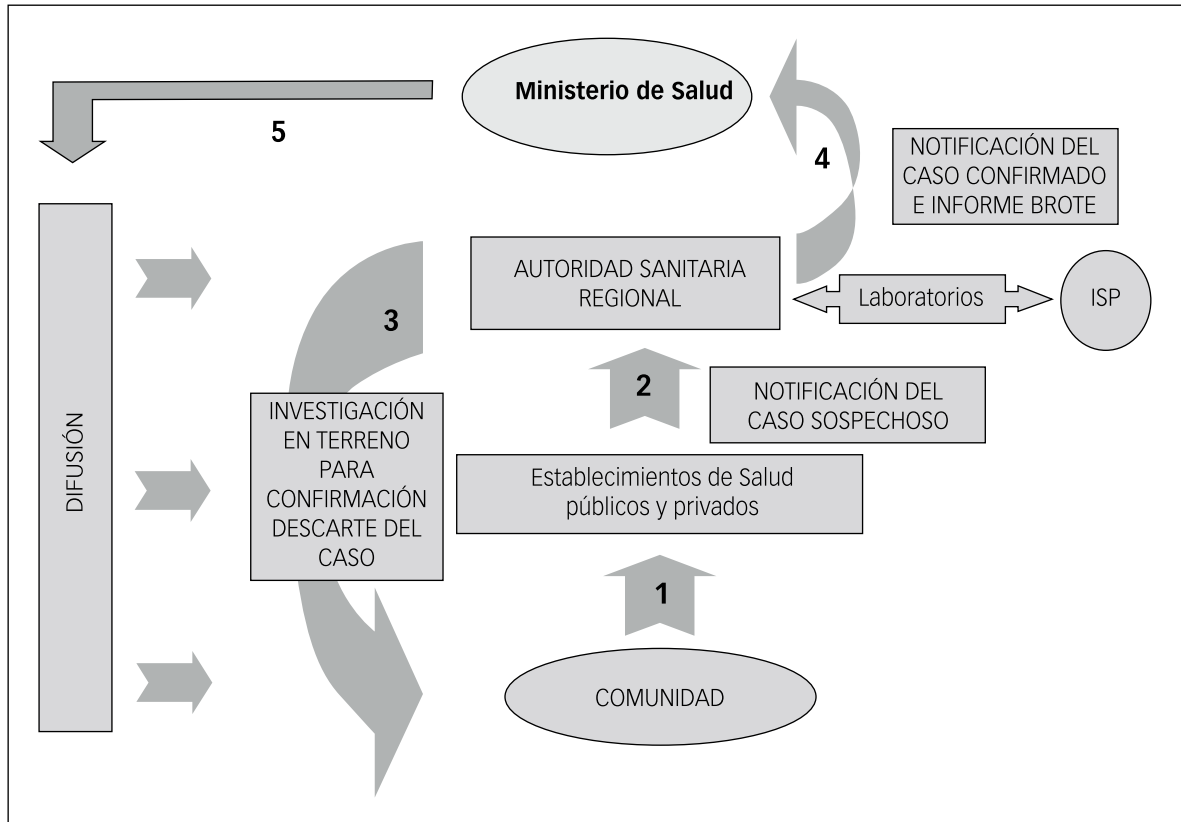 Ministerio de Salud
5
4
NOTIFICACIÓN DEL
CASO CONFIRMADO
E INFORME BROTE
AUTORIDAD SANITARIA
REGIONAL
Laboratorios
ISP
3
2
NOTIFICACIÓN DEL
CASO SOSPECHOSO
DIFUSIÓN
INVESTIGACIÓN
EN TERRENO
PARA
CONFIRMACIÓN
DESCARTE DEL
CASO
Establecimientos de Salud
públicos y privados
1
COMUNIDAD